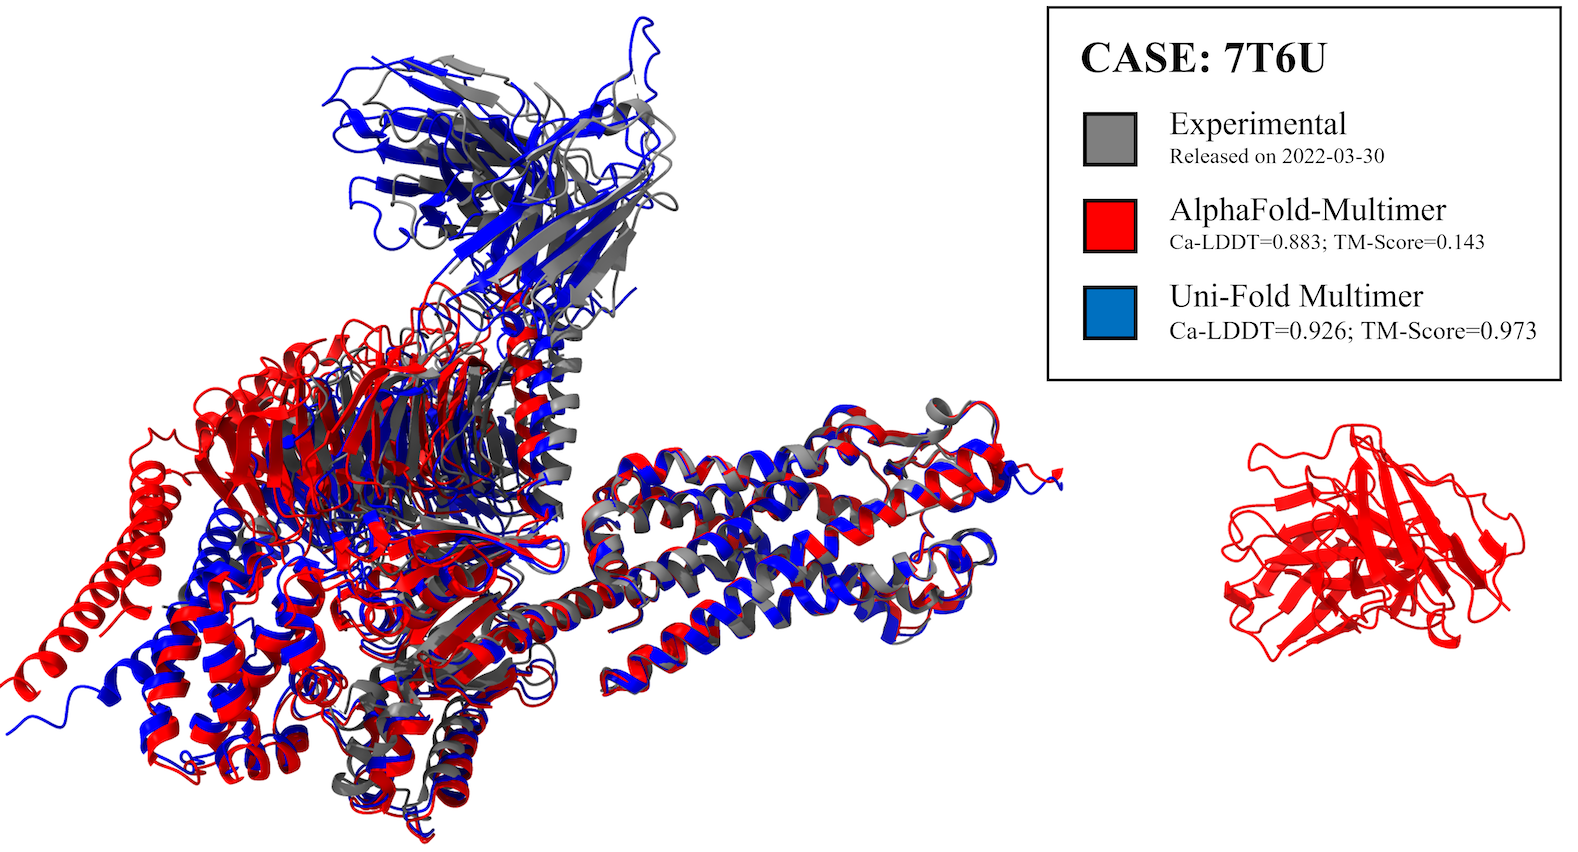 CASE: 7T6U
Experimental
Released on 2022-03-30
AlphaFold-Multimer
Ca-LDDT=0.883; TM-Score=0.143
Uni-Fold Multimer
Ca-LDDT=0.926; TM-Score=0.973